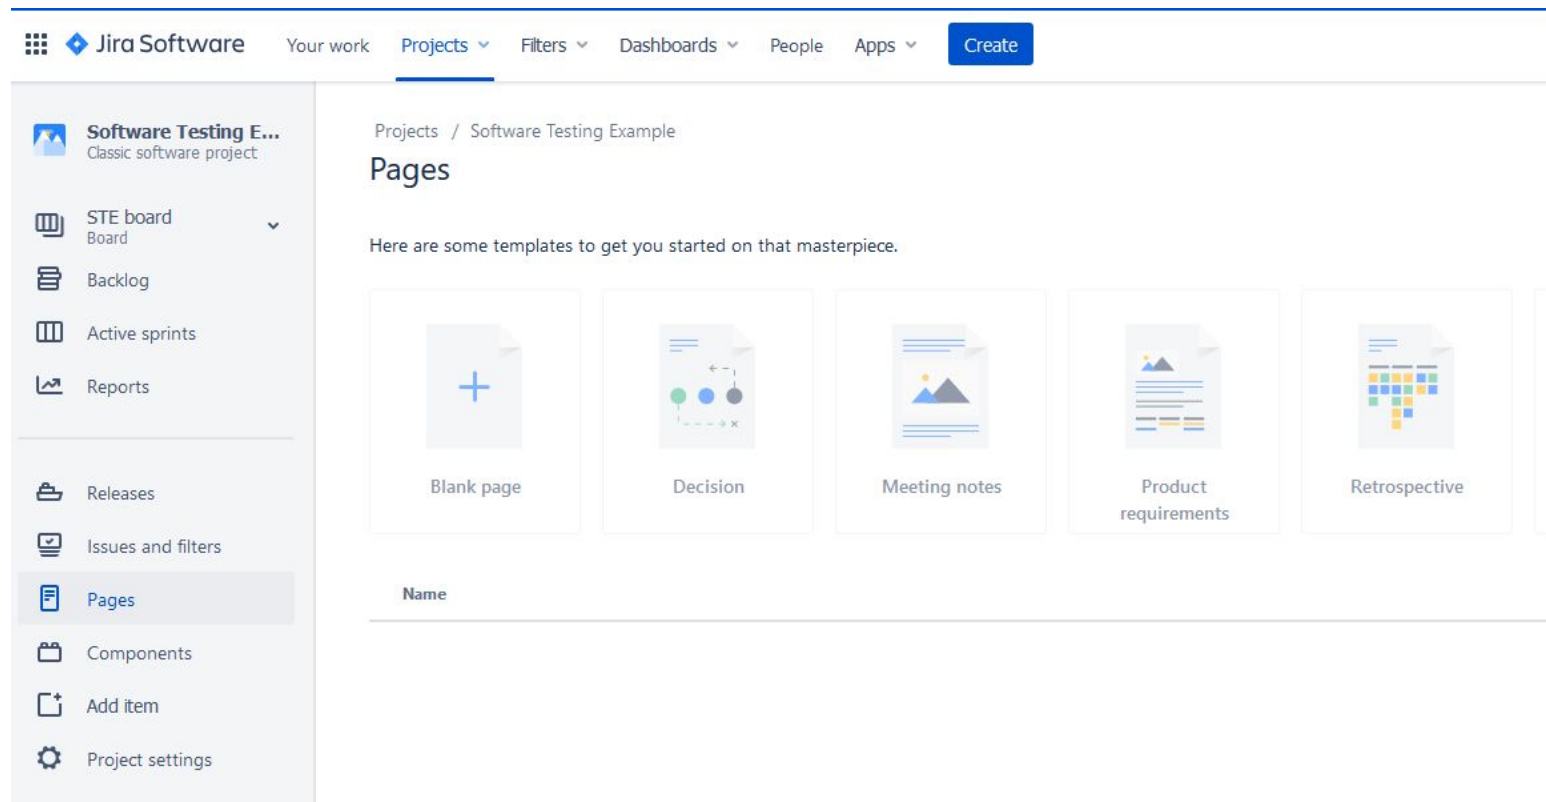 Jira Software
Your work
Projects
Filters
Dashboards
People
Apps
Create
Software Testing E...
Classic software project
STE board
Board
Backlog
Active sprints
Reports
Releases
Issues and filters
Pages
Components
Add item
Project settings
Projects / Software Testing Example
Pages
Here are some templates to get you started on that masterpiece.
Blank page
Decision
Meeting notes
Product
requirements
Retrospective
Name